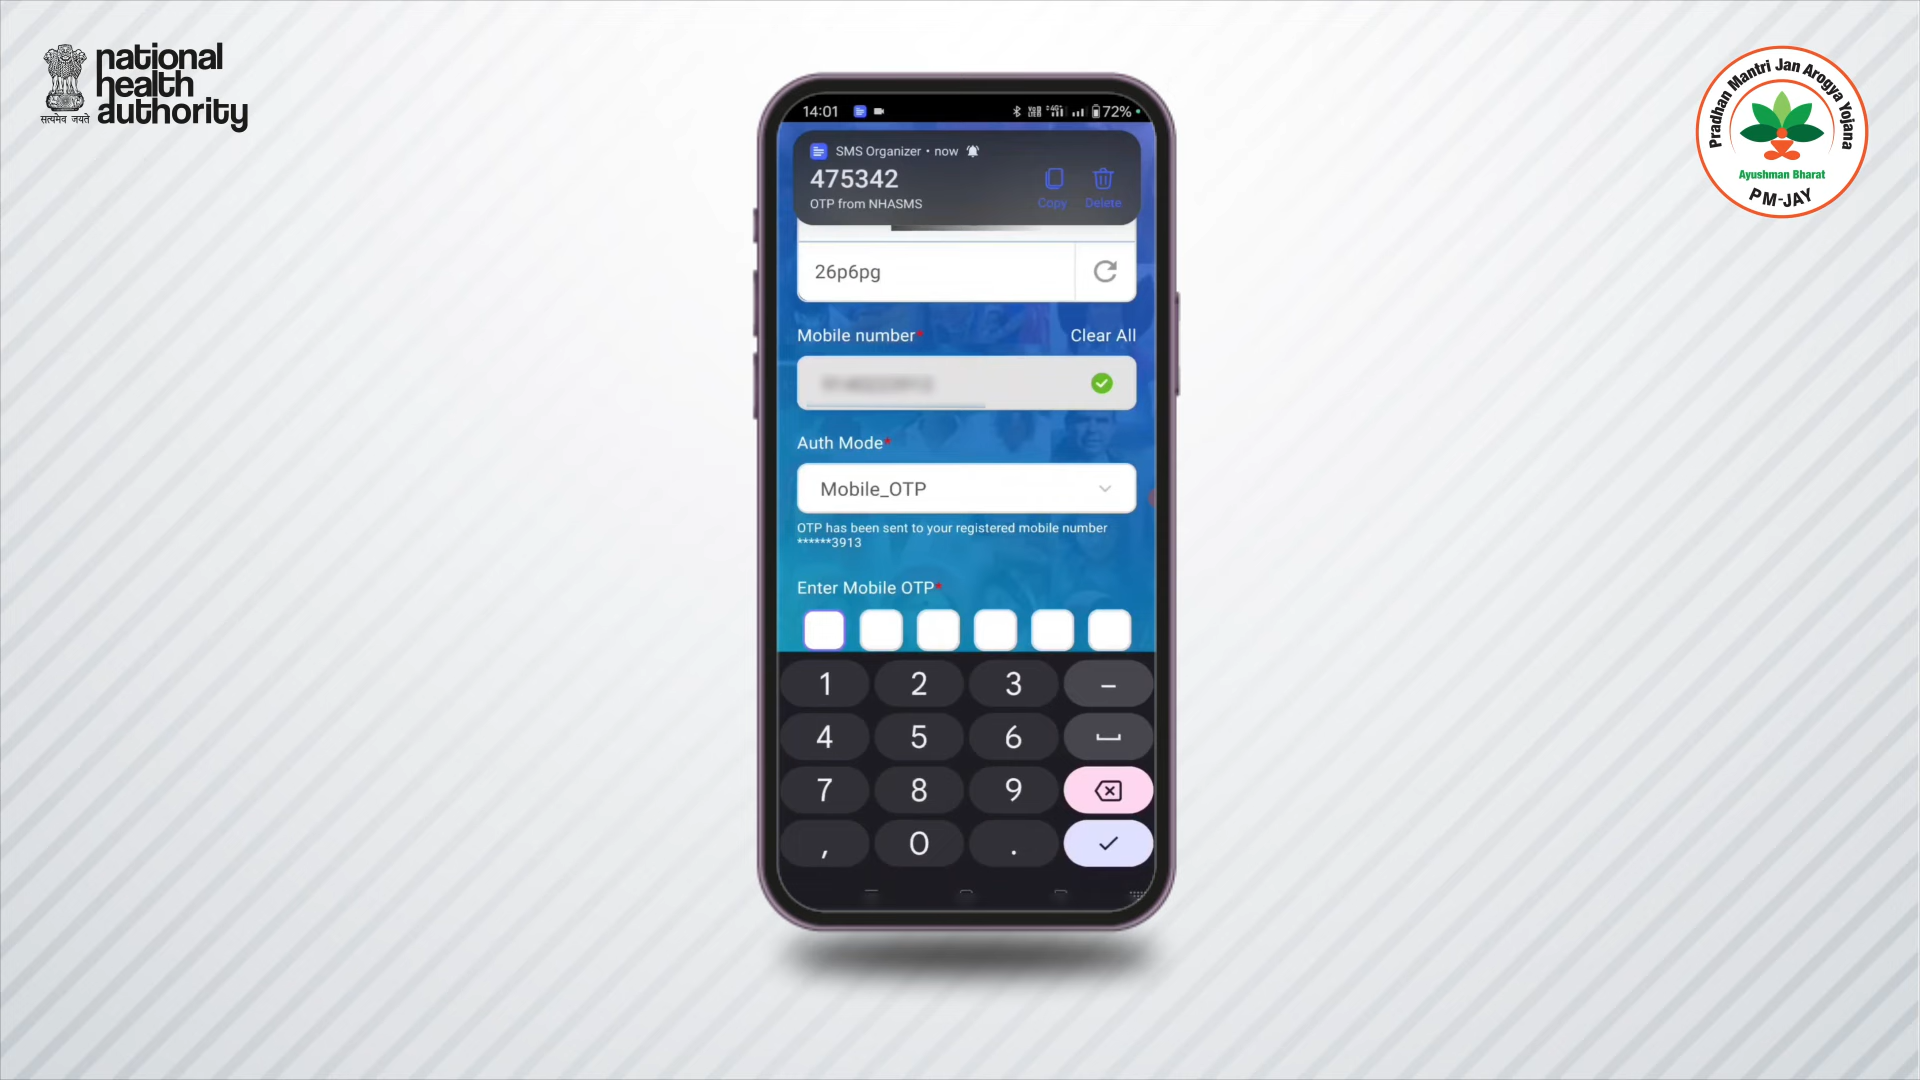 national
health
authority
सत्यमेव जयते
Pradhan Mantri Jan Arogya Yojana
Ayushman Bharat
PM-JAY
14:01
72%
SMS Organizer • now
475342
OTP from NHASMS
Copy
Delete
26p6pg
Mobile number*
Clear All
Auth Mode*
Mobile_OTP
OTP has been sent to your registered mobile number
******3913
Enter Mobile OTP*
1 2 3 –
4 5 6
7 8 9
, 0 .